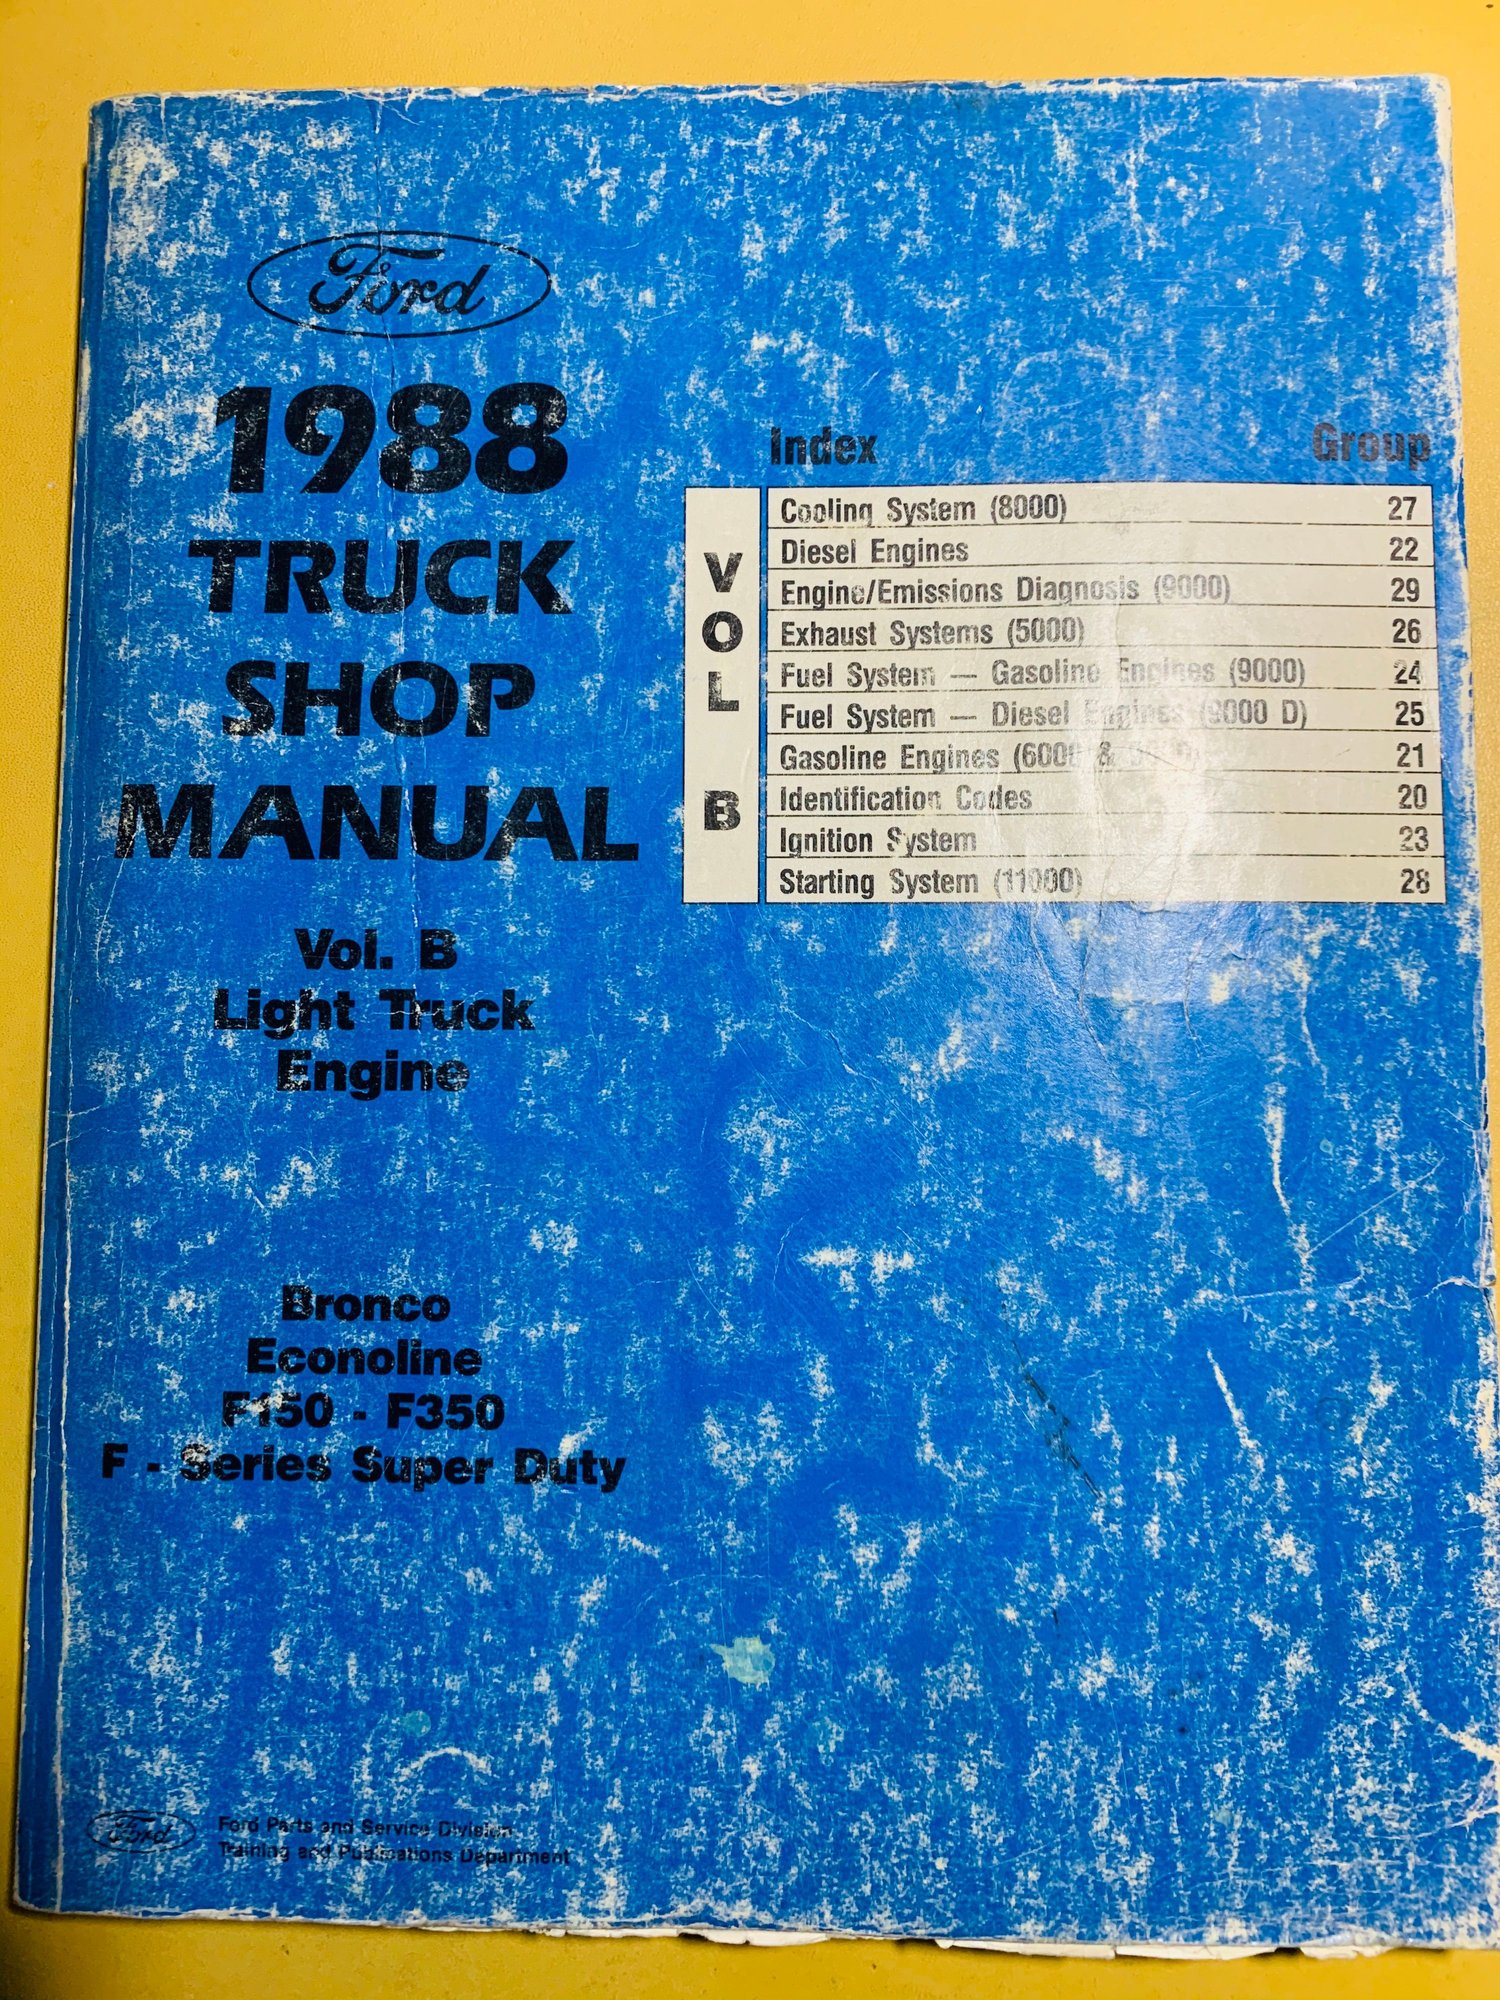 Ford
1988
TRUCK
SHOP
MANUAL
Vol. B
Light Truck
Engine
Bronco
Econoline
F150 - F350
F - Series Super Duty
Index Group
VOL B
Cooling System (8000) 27
Diesel Engines 22
Engine/Emissions Diagnosis (9000) 29
Exhaust Systems (5000) 26
Fuel System — Gasoline Engines (9000) 24
Fuel System — Diesel Engines (9000 D) 25
Gasoline Engines (6000 & 21
Identification Codes 20
Ignition System 23
Starting System (11000) 28
Ford
Ford Parts and Service Division
Training and Publications Department